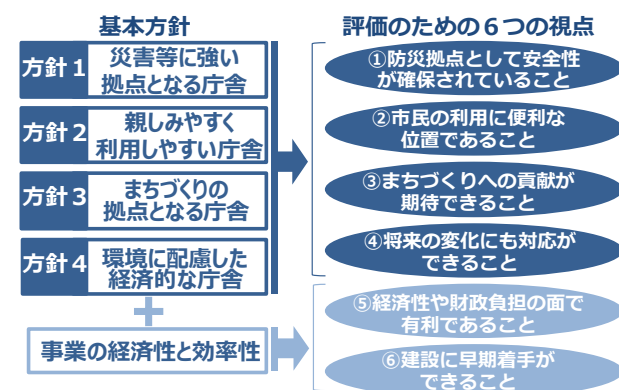 基本方針
方針1
災害等に強い
拠点となる庁舎
方針2
親しみやすく
利用しやすい庁舎
方針3
まちづくりの
拠点となる庁舎
方針4
環境に配慮した
経済的な庁舎
+
事業の経済性と効率性
評価のための6つの視点
①防災拠点として安全性
が確保されていること
②市民の利用に便利な
位置であること
③まちづくりへの貢献が
期待できること
④将来の変化にも対応が
できること
⑤経済性や財政負担の面で
有利であること
⑥建設に早期着手が
できること